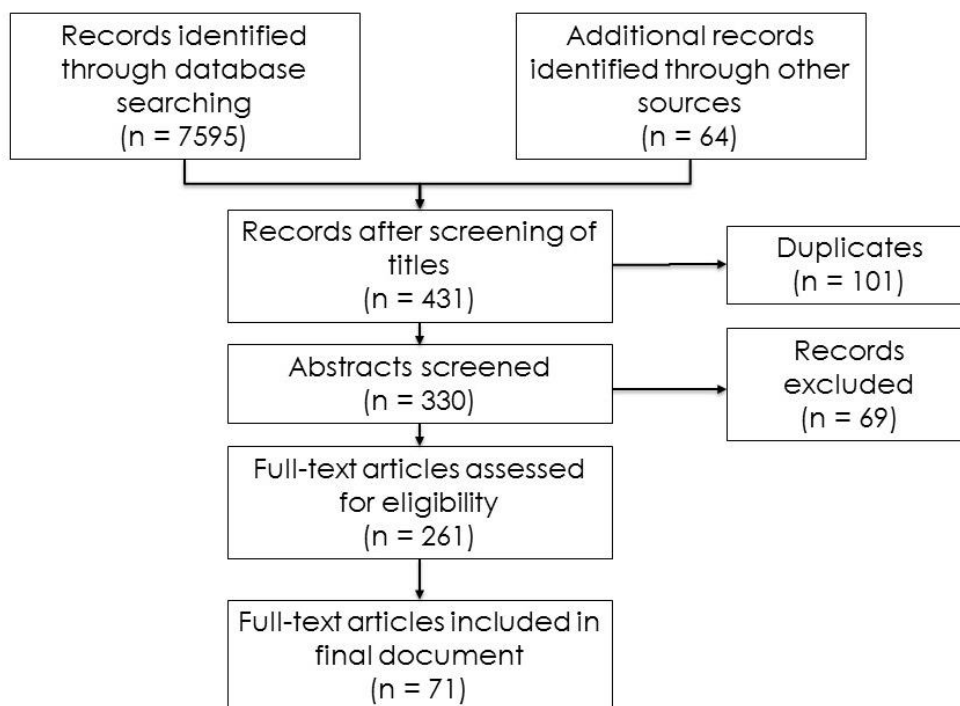 Records identified
through database
searching
(n = 7595)
Additional records
identified through other
sources
(n = 64)
Records after screening of
titles
(n = 431)
Duplicates
(n = 101)
Abstracts screened
(n = 330)
Records
excluded
(n = 69)
Full-text articles assessed
for eligibility
(n = 261)
Full-text articles included in
final document
(n = 71)